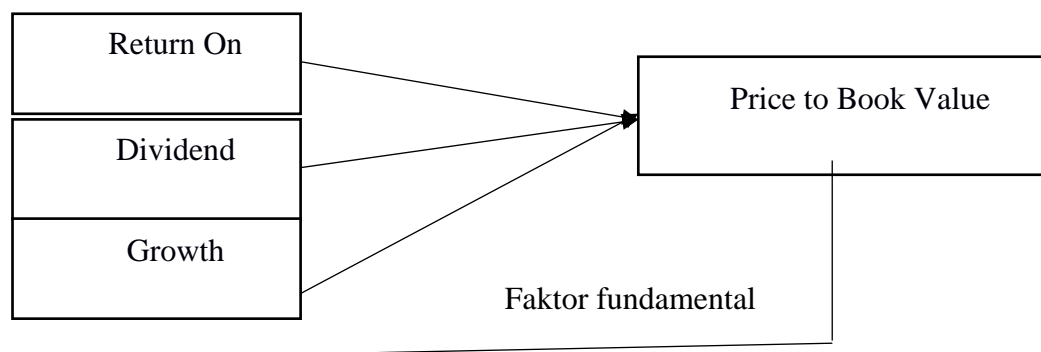 Return On
Price to Book Value
Dividend
Growth
Faktor fundamental